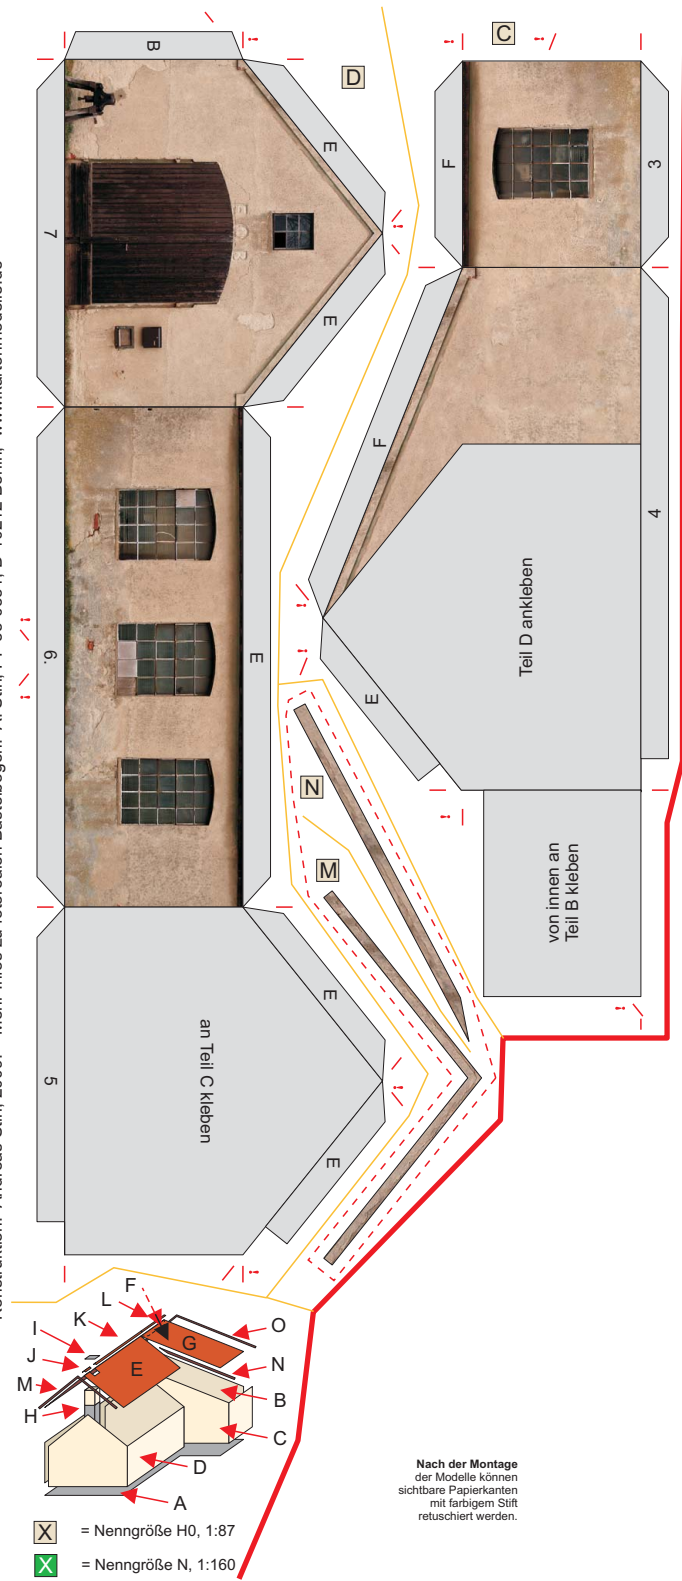 B
D
C
E
F
3
7
E
F
4
6.
E
Teil D ankleben
E
N
M
von innen an
Teil B kleben
E
an Teil C kleben
5
E
F
L
K
I
J
M
H
O
G
E
N
B
C
D
A
Nach der Montage
der Modelle können
sichtbare Papierkanten
mit farbigem Stift
retuschiert werden.
X = Nenngröße H0, 1:87
X = Nenngröße N, 1:160